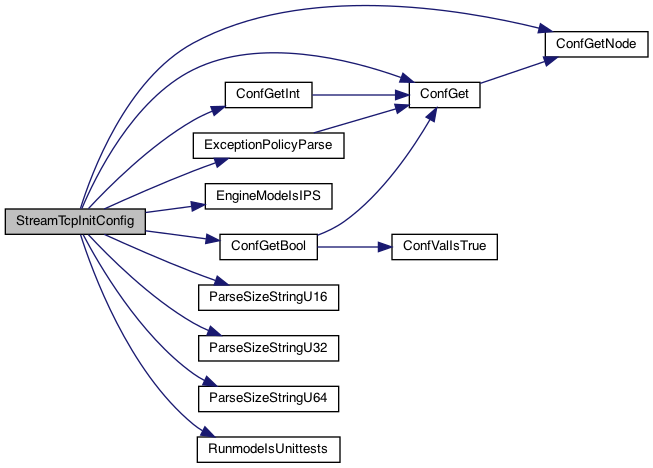 ConfGetNode
ConfGetInt
ConfGet
ExceptionPolicyParse
EngineModeIsIPS
StreamTcpInitConfig
ConfGetBool
ConfValIsTrue
ParseSizeStringU16
ParseSizeStringU32
ParseSizeStringU64
RunmodeIsUnittests